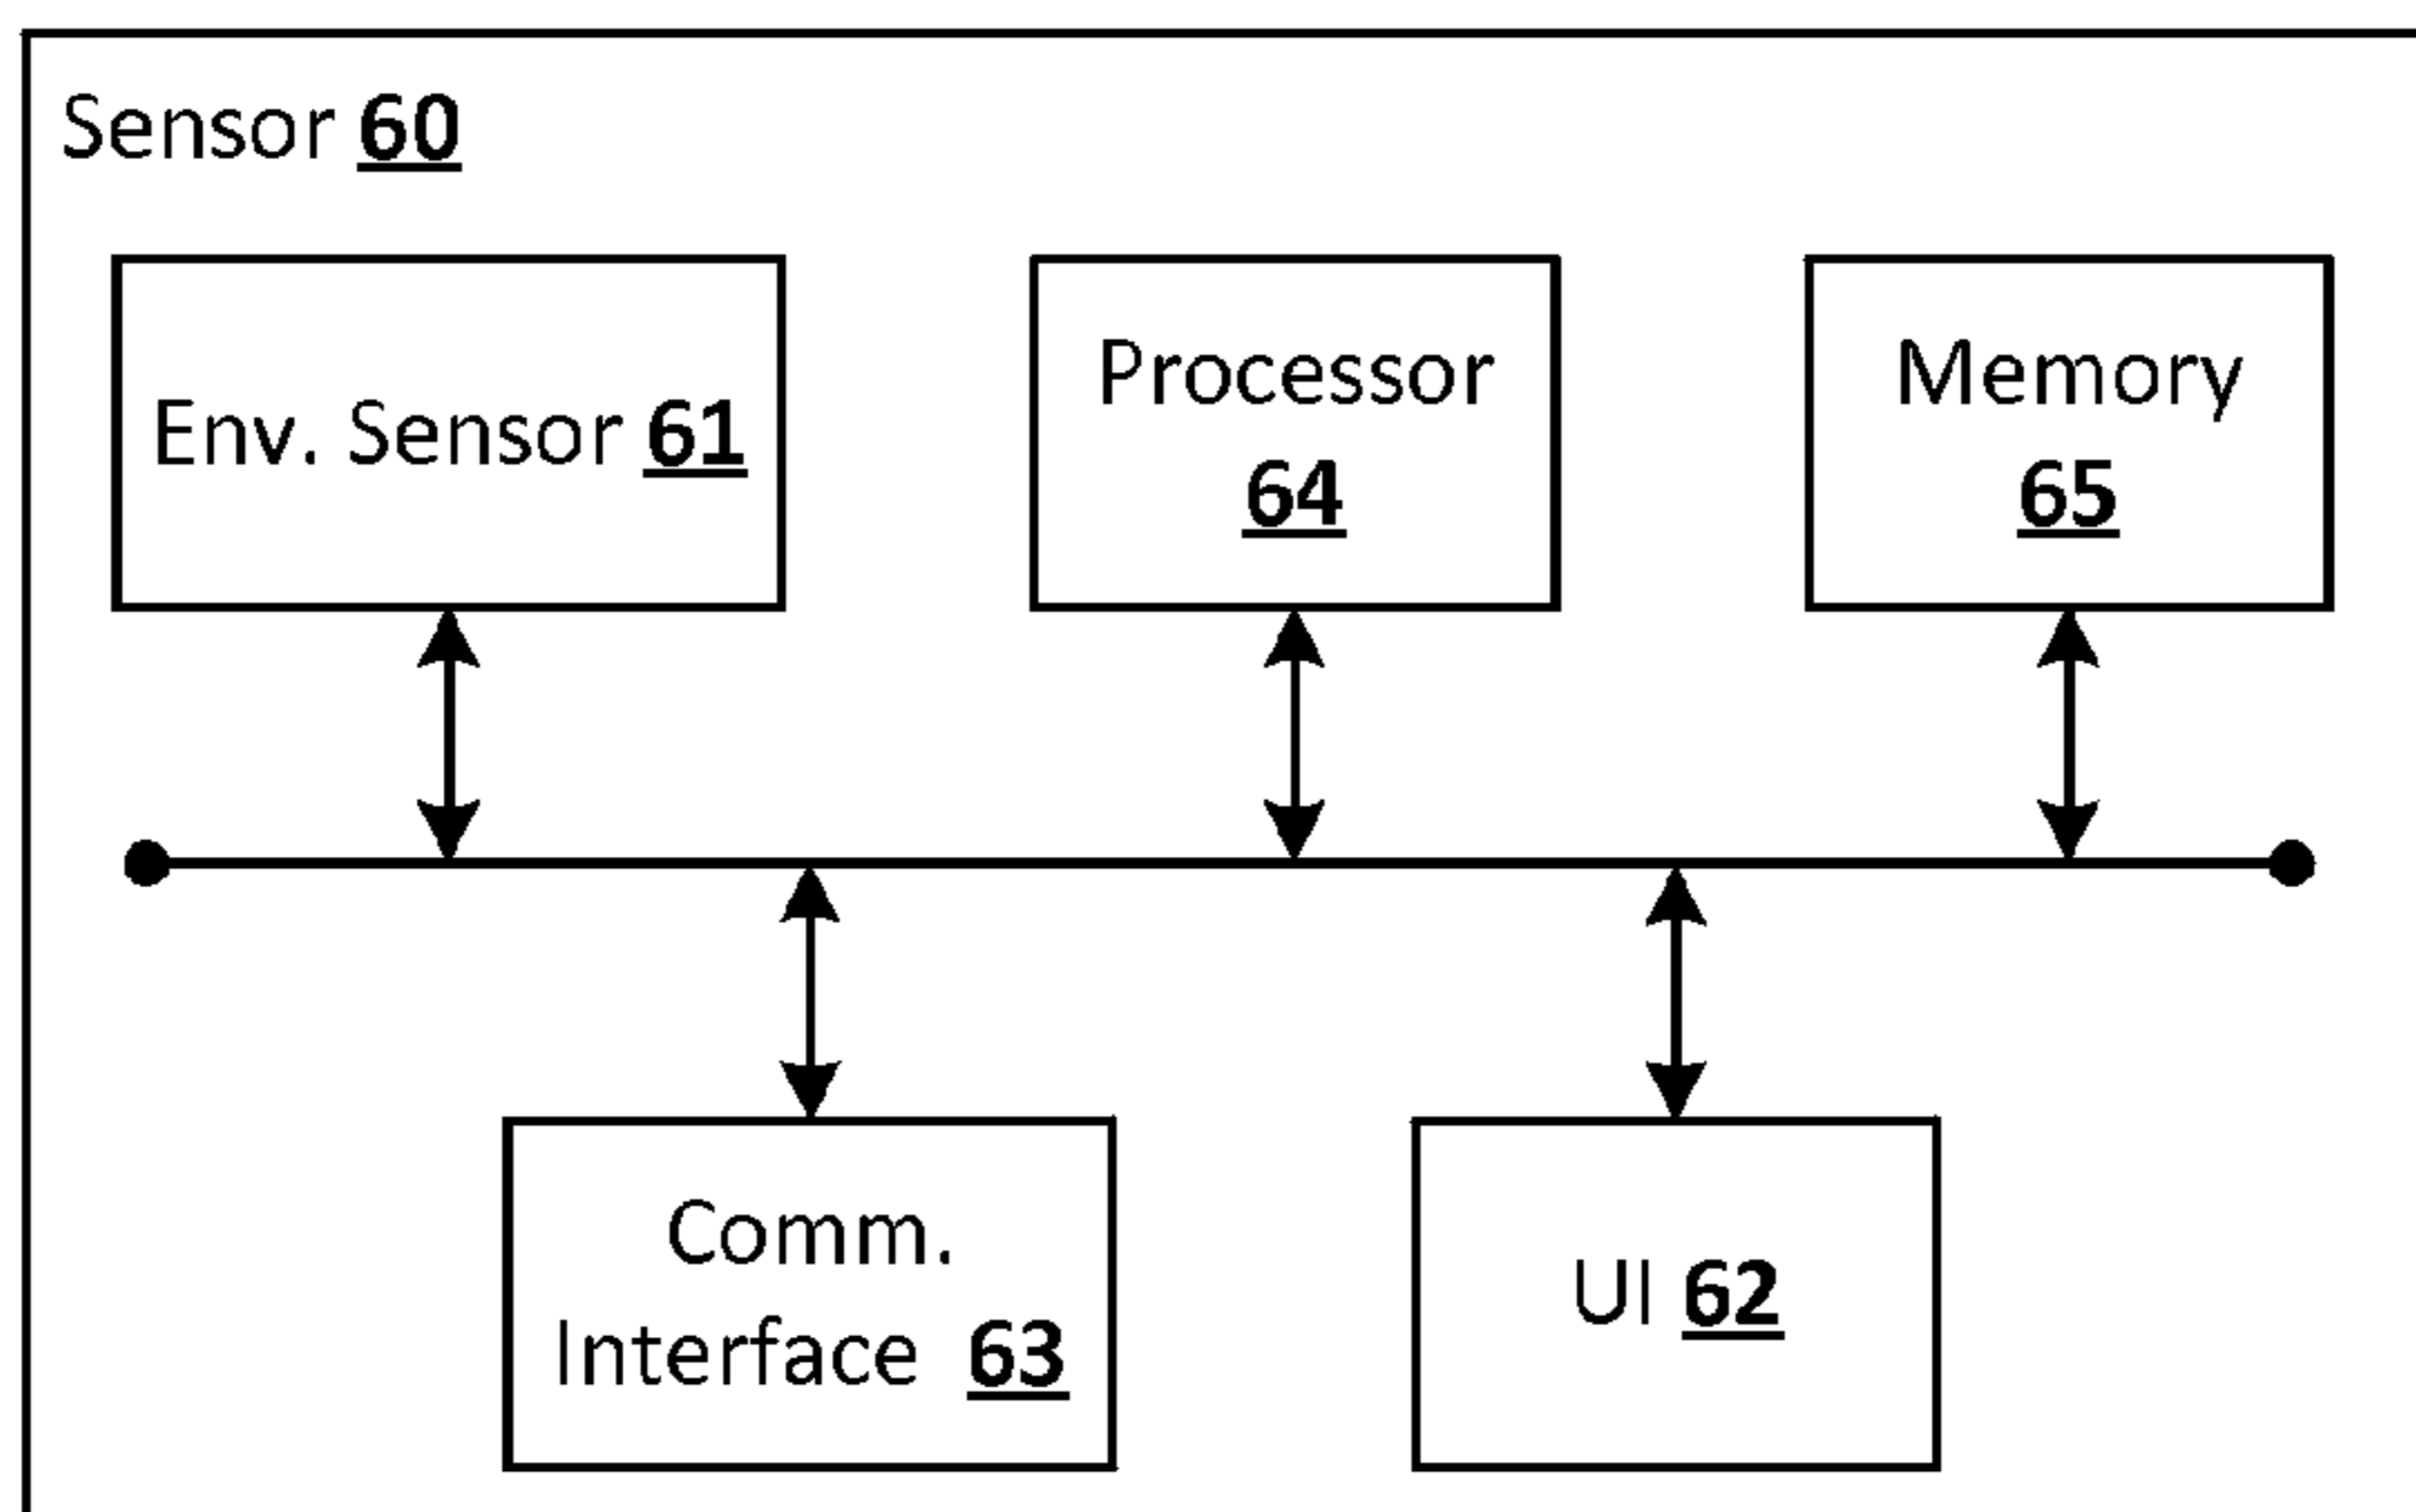 Sensor 60
Env. Sensor 61
Processor
64
Memory
65
Comm.
Interface 63
UI 62